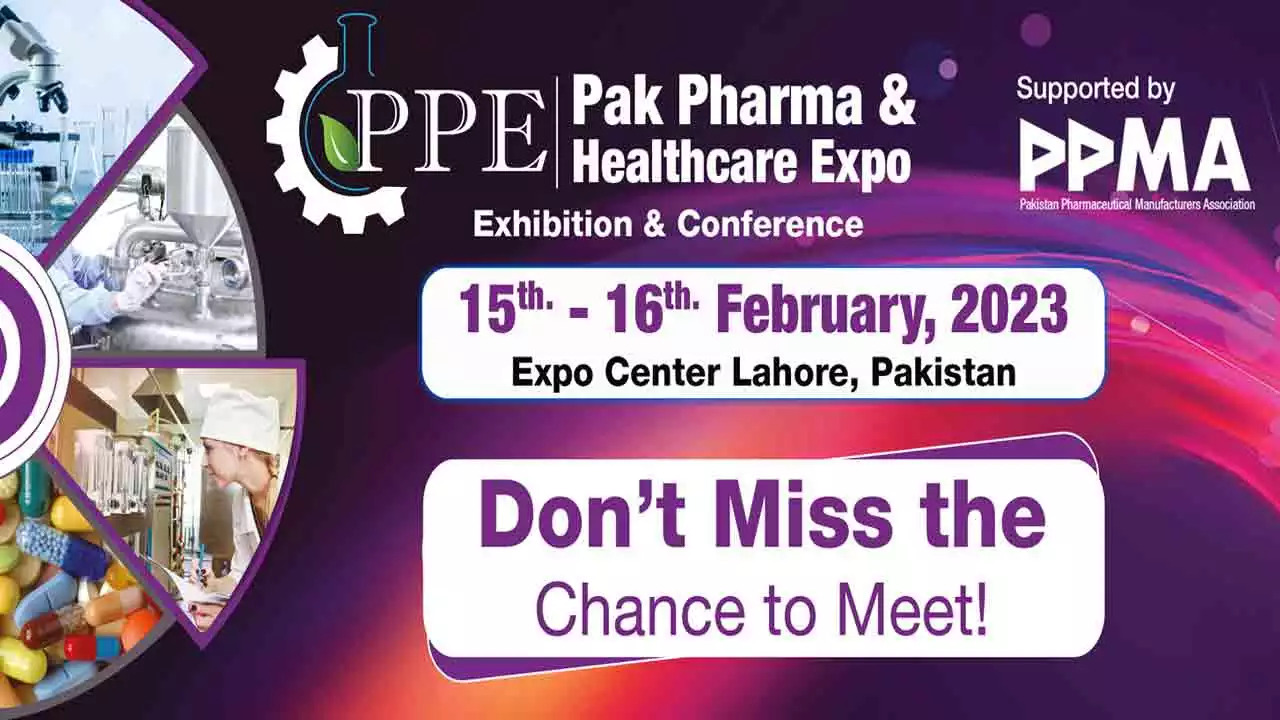 PPE
Pak Pharma &
Healthcare Expo
Exhibition & Conference
Supported by
PPMA
Pakistan Pharmaceutical Manufacturers Association
15th. - 16th. February, 2023
Expo Center Lahore, Pakistan
Don't Miss the
Chance to Meet!